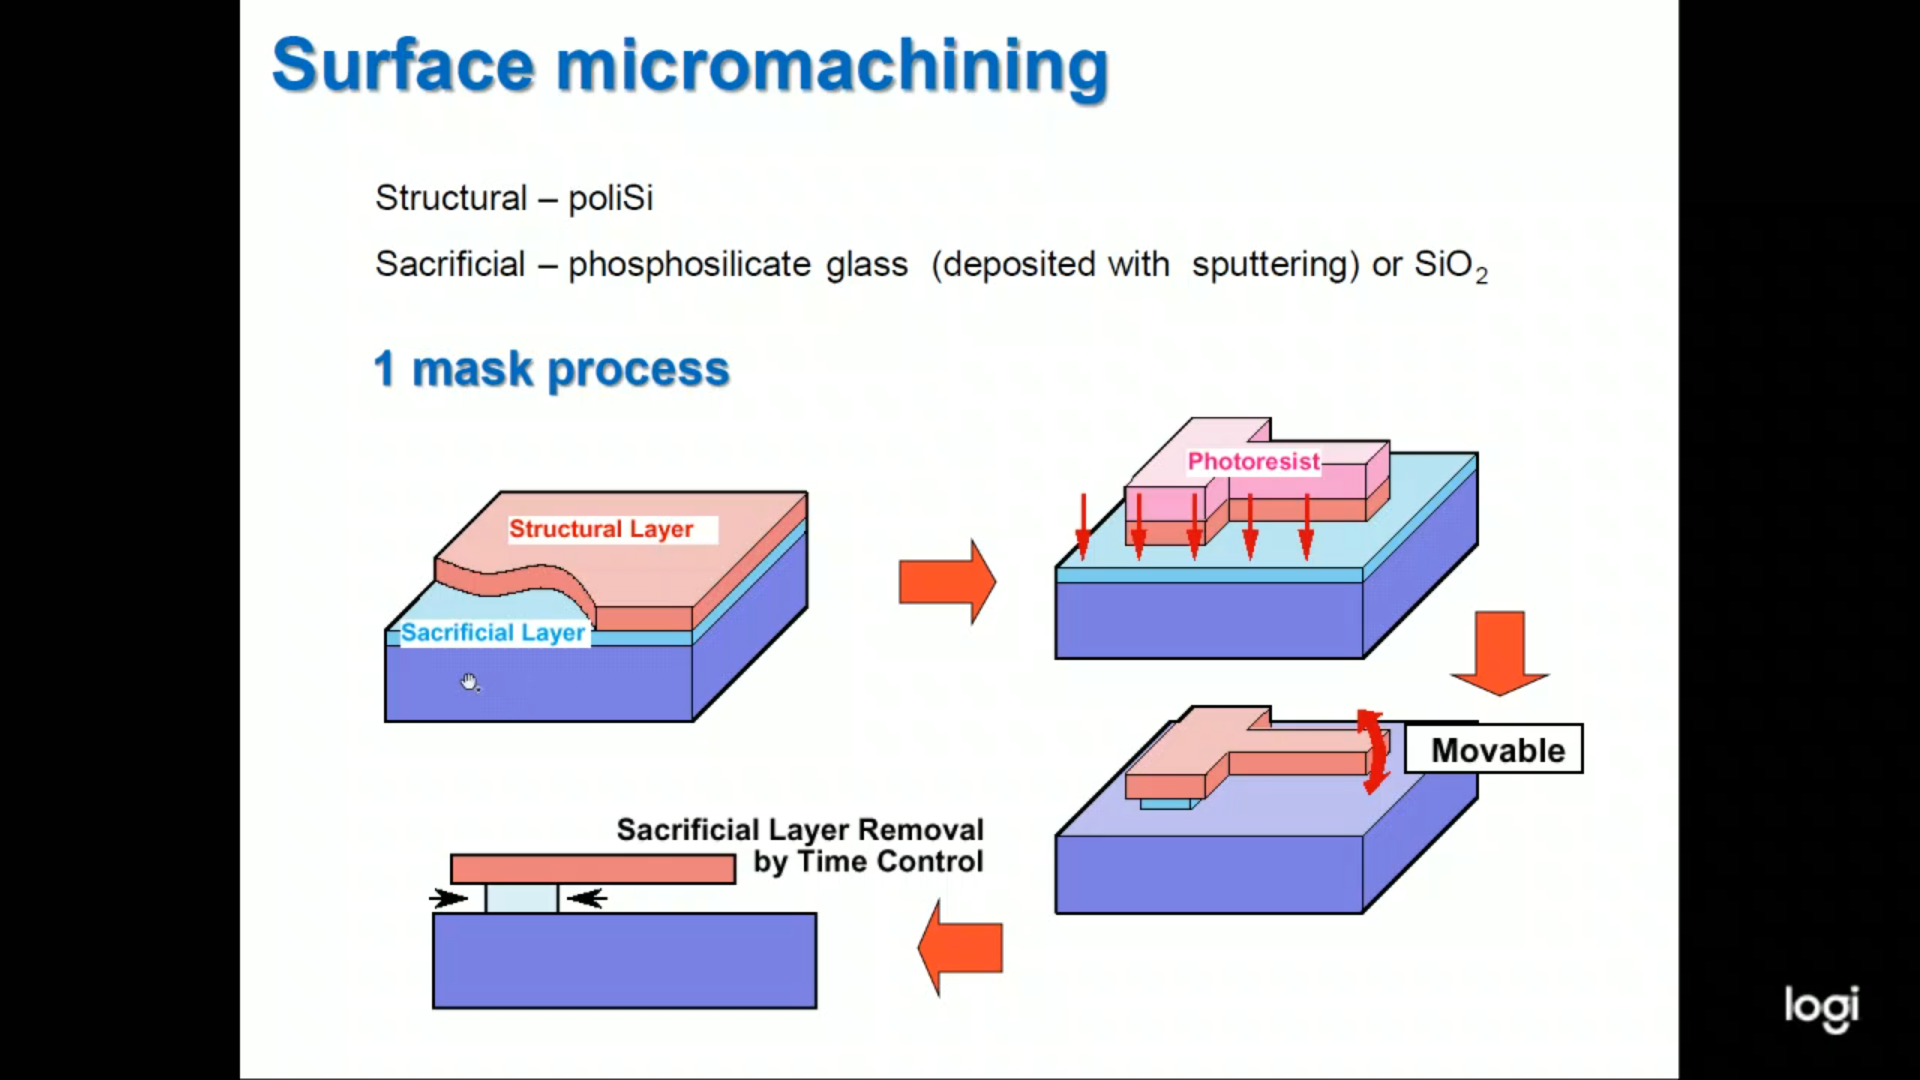 Surface micromachining
Structural – poliSi
Sacrificial – phosphosilicate glass (deposited with sputtering) or SiO₂
1 mask process
Structural Layer
Sacrificial Layer
Photoresist
Movable
Sacrificial Layer Removal
by Time Control
logi